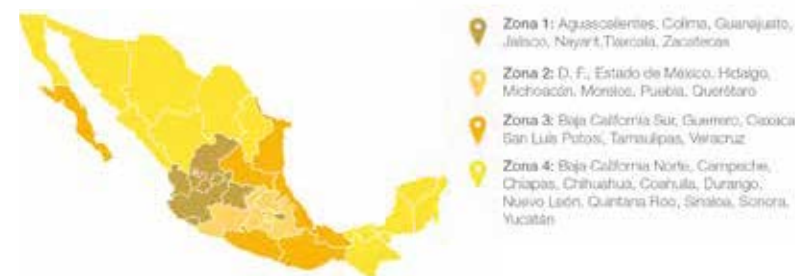 Zona 1: Aguascalientes, Colima, Guanajuato,
Jalisco, Nayarit, Tlaxcala, Zacatecas
Zona 2: D. F., Estado de México, Hidalgo,
Michoacán, Morelos, Puebla, Querétaro
Zona 3: Baja California Sur, Guerrero, Oaxaca
San Luis Potosí, Tamaulipas, Veracruz
Zona 4: Baja California Norte, Campeche,
Chiapas, Chihuahua, Coahuila, Durango,
Nuevo León, Quintana Roo, Sinaloa, Sonora,
Yucatán